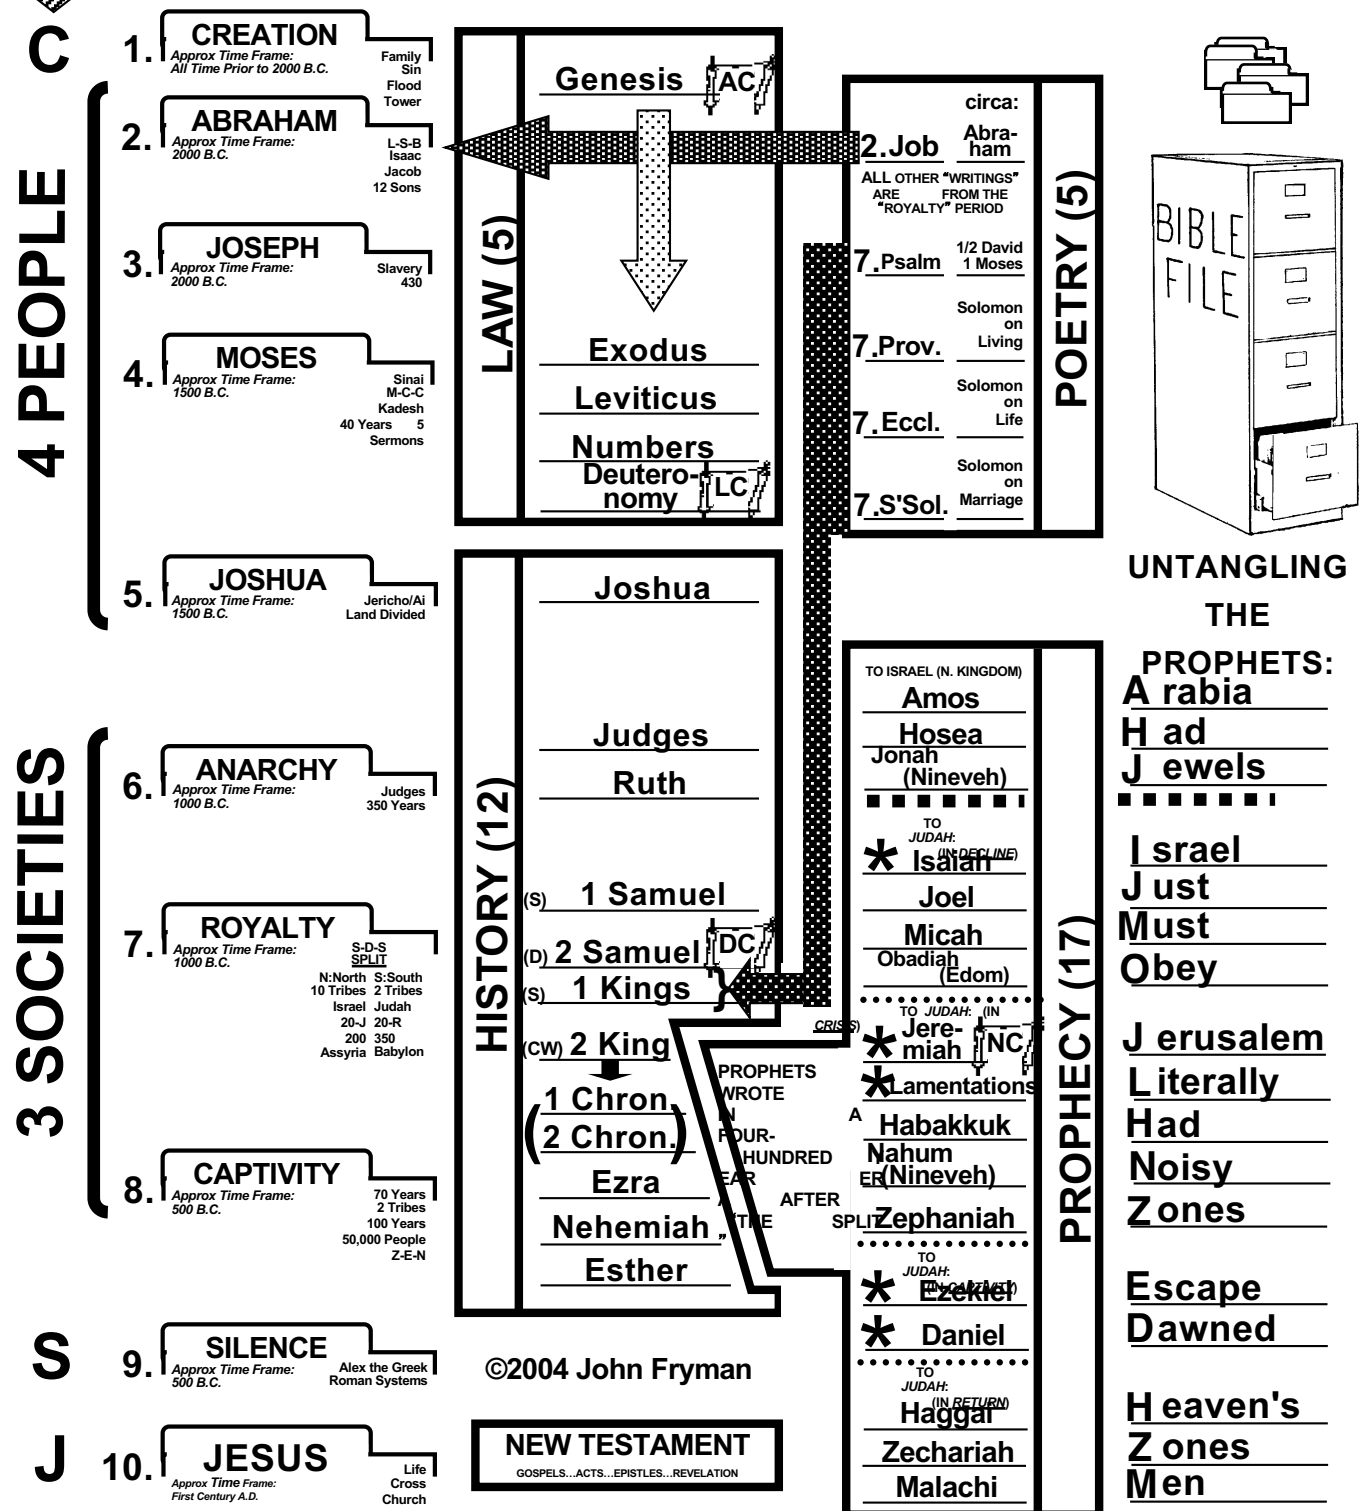 C
4 PEOPLE
3 SOCIETIES
S
J
1.
CREATION
Approx Time Frame:
All Time Prior to 2000 B.C.
Family
Sin
Flood
Tower
2.
ABRAHAM
Approx Time Frame:
2000 B.C.
L-S-B
Isaac
Jacob
12 Sons
3.
JOSEPH
Approx Time Frame:
2000 B.C.
Slavery
430
4.
MOSES
Approx Time Frame:
1500 B.C.
Sinai
M-C-C
Kadesh
40 Years 5
Sermons
5.
JOSHUA
Approx Time Frame:
1500 B.C.
Jericho/Ai
Land Divided
6.
ANARCHY
Approx Time Frame:
1000 B.C.
Judges
350 Years
7.
ROYALTY
Approx Time Frame:
1000 B.C.
S-D-S
SPLIT
N:North S:South
10 Tribes 2 Tribes
Israel Judah
20-J 20-R
200 350
Assyria Babylon
8.
CAPTIVITY
Approx Time Frame:
500 B.C.
70 Years
2 Tribes
100 Years
50,000 People
Z-E-N
9.
SILENCE
Approx Time Frame:
500 B.C.
Alex the Greek
Roman Systems
10.
JESUS
Approx Time Frame:
First Century A.D.
Life
Cross
Church
LAW (5)
Genesis AC
Exodus
Leviticus
Numbers
Deutero-
nomy LC
HISTORY (12)
Joshua
Judges
Ruth
(S) 1 Samuel
(D) 2 Samuel DC
(S) 1 Kings }
(CW) 2 King
(1 Chron.
2 Chron.)
Ezra
Nehemiah
Esther
PROPHETS
WROTE
IN A
FOUR-
HUNDRED
EAR ER
AFTER
“THE SPLIT
”
©2004 John Fryman
NEW TESTAMENT
GOSPELS...ACTS...EPISTLES...REVELATION
POETRY (5)
circa:
2.Job Abra-
ham
ALL OTHER “WRITINGS”
ARE FROM THE
“ROYALTY” PERIOD
7.Psalm 1/2 David
1 Moses
7.Prov. Solomon
on
Living
7.Eccl. Solomon
on
Life
7.S'Sol. Solomon
on
Marriage
PROPHECY (17)
TO ISRAEL (N. KINGDOM)
Amos
Hosea
Jonah
(Nineveh)
TO
JUDAH:
(IN DECLINE)
* Isaiah
Joel
Micah
Obadiah
(Edom)
TO JUDAH: (IN
CRISIS)
* Jere-
miah NC
*Lamentations
Habakkuk
Nahum
(Nineveh)
Zephaniah
TO
JUDAH:
(IN CAPTIVITY)
* Ezekiel
* Daniel
TO
JUDAH:
(IN RETURN)
Haggai
Zechariah
Malachi
BIBLE
FILE
UNTANGLING
THE
PROPHETS:
A rabia
H ad
J ewels
I srael
J ust
Must
Obey
J erusalem
Literally
Had
Noisy
Zones
Escape
Dawned
H eaven's
Z ones
Men